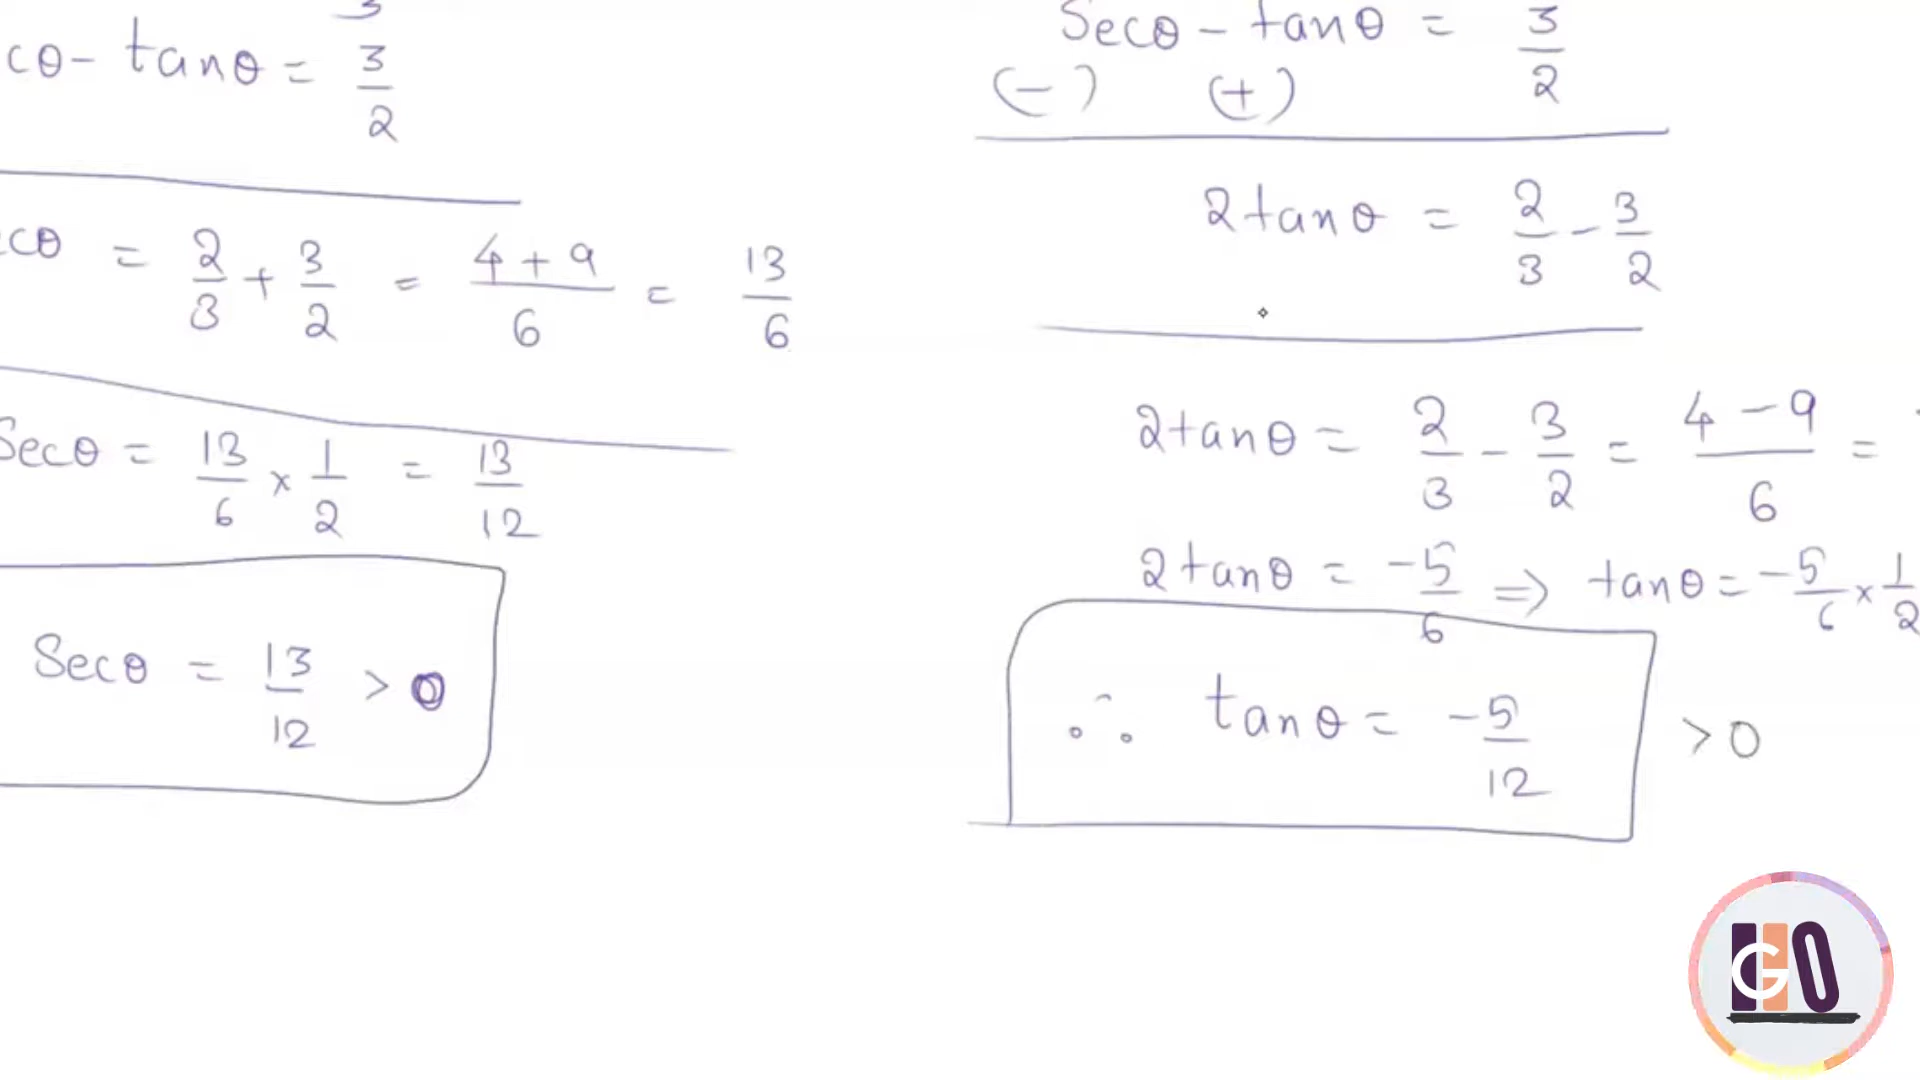 cθ - tanθ = 3/2
cθ = 2/3 + 3/2 = 4+9/6 = 13/6
Secθ = 13/6 × 1/2 = 13/12
Secθ = 13/12 > 0
Secθ - tanθ = 3/2
(-) (+)
2tanθ = 2/3 - 3/2
2tanθ = 2/3 - 3/2 = 4-9/6 =
2tanθ = -5/6 => tanθ = -5/6 × 1/2
∴ tanθ = -5/12 > 0
GO